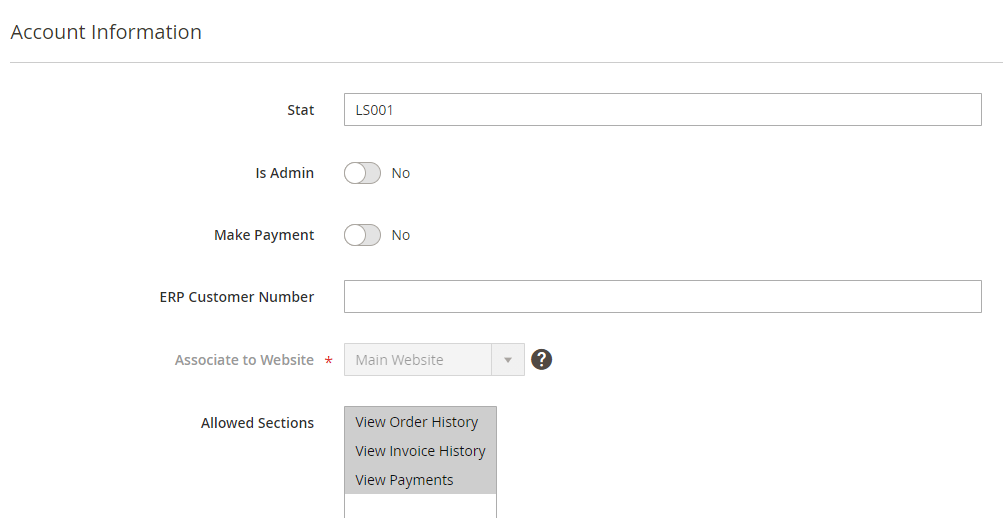 Account Information
Stat LS001
Is Admin No
Make Payment No
ERP Customer Number
Associate to Website * Main Website ?
Allowed Sections View Order History
View Invoice History
View Payments